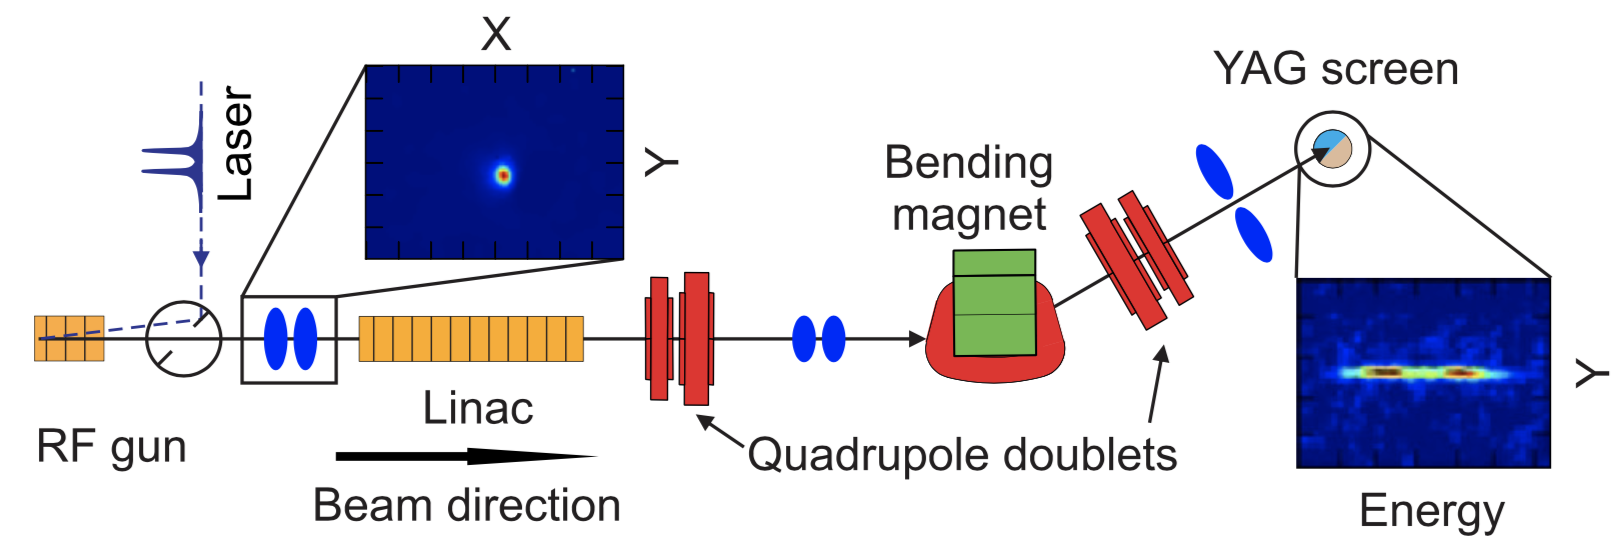 X
YAG screen
Laser
Y
Bending
magnet
Linac
RF gun
Quadrupole doublets
Y
Beam direction
Energy